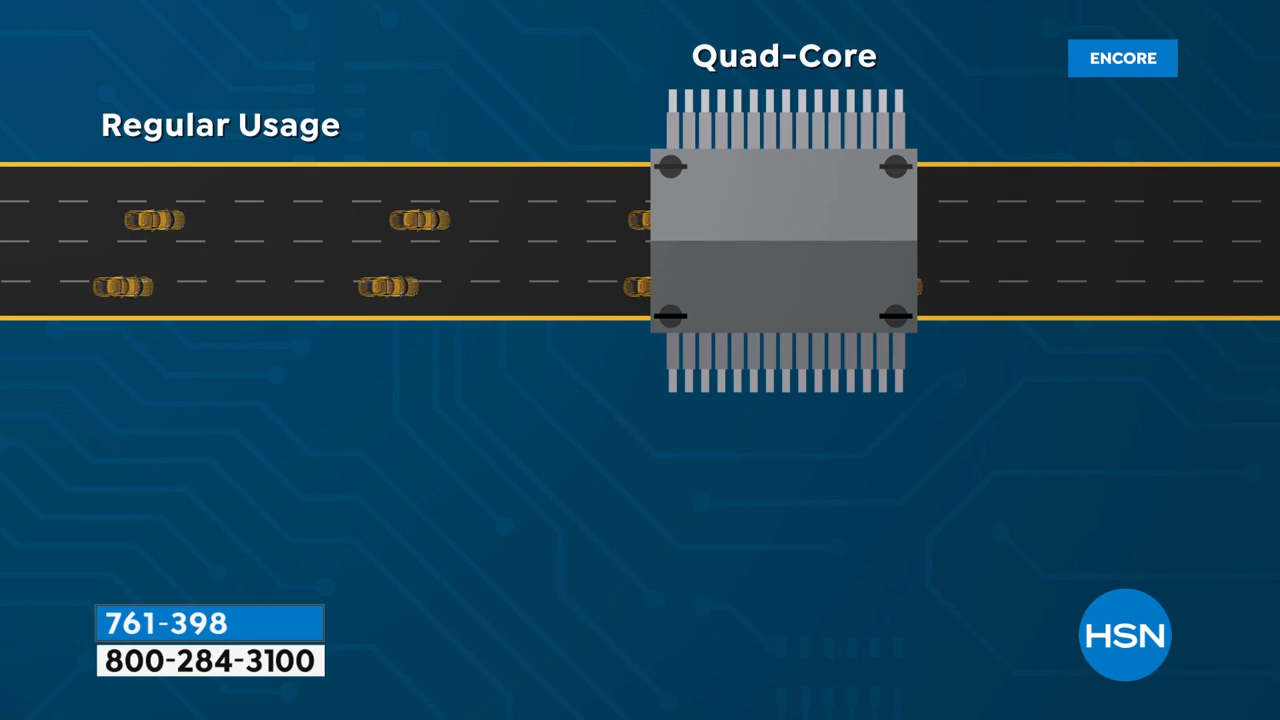 Quad-Core
ENCORE
Regular Usage
761-398
800-284-3100
HSN